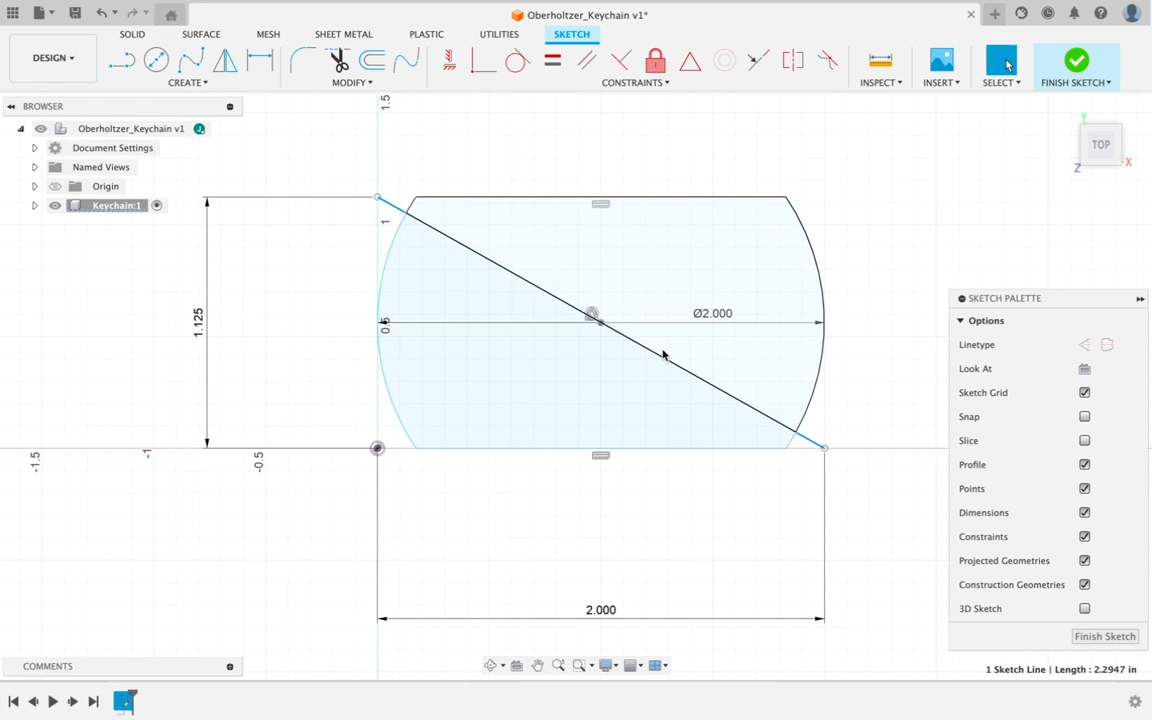 Oberholtzer_Keychain v1*
SOLID SURFACE MESH SHEET METAL PLASTIC UTILITIES SKETCH
DESIGN
CREATE MODIFY CONSTRAINTS INSPECT INSERT SELECT FINISH SKETCH
BROWSER
Oberholtzer_Keychain v1
Document Settings
Named Views
Origin
Keychain:1
1.5
1
0.5
-0.5
-1
-1.5
1.125
Ø2.000
2.000
TOP
Y
X
Z
SKETCH PALETTE
Options
Linetype
Look At
Sketch Grid
Snap
Slice
Profile
Points
Dimensions
Constraints
Projected Geometries
Construction Geometries
3D Sketch
Finish Sketch
COMMENTS
1 Sketch Line | Length : 2.2947 in